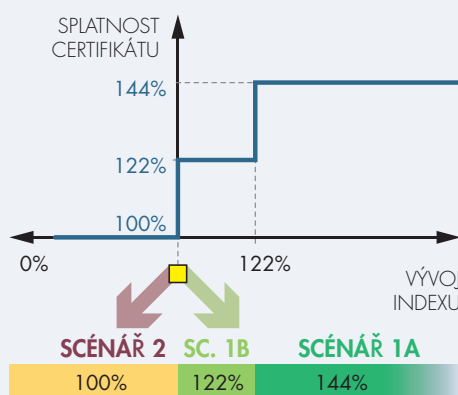 SPLATNOST
CERTIFIKÁTU
144%
122%
100%
0%
122%
VÝVOJ
INDEXU
SCÉNÁŘ 2 SC. 1B SCÉNÁŘ 1A
100% 122% 144%